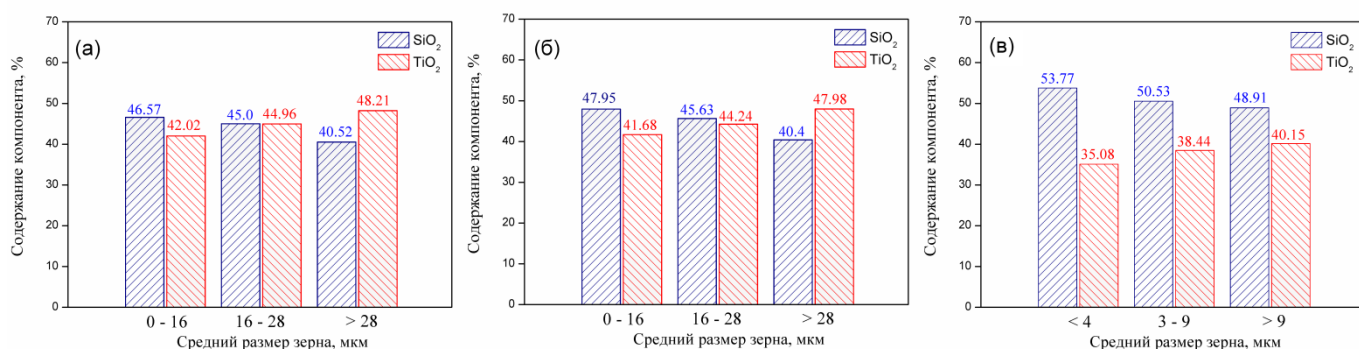 (а)
SiO₂
TiO₂
Содержание компонента, %
70
60
50
40
30
20
10
0
46.57
42.02
45.0
44.96
40.52
48.21
0 - 16
16 - 28
> 28
Средний размер зерна, мкм
(б)
SiO₂
TiO₂
Содержание компонента, %
70
60
50
40
30
20
10
0
47.95
41.68
45.63
44.24
40.4
47.98
0 - 16
16 - 28
> 28
Средний размер зерна, мкм
(в)
SiO₂
TiO₂
Содержание компонента, %
70
60
50
40
30
20
10
0
53.77
35.08
50.53
38.44
48.91
40.15
< 4
3 - 9
> 9
Средний размер зерна, мкм